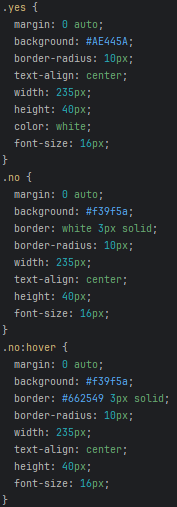 .yes {
margin: 0 auto;
background: #AE445A;
border-radius: 10px;
text-align: center;
width: 235px;
height: 40px;
color: white;
font-size: 16px;
}
.no {
margin: 0 auto;
background: #f39f5a;
border: white 3px solid;
border-radius: 10px;
width: 235px;
text-align: center;
height: 40px;
font-size: 16px;
}
.no:hover {
margin: 0 auto;
background: #f39f5a;
border: #662549 3px solid;
border-radius: 10px;
width: 235px;
text-align: center;
height: 40px;
font-size: 16px;
}